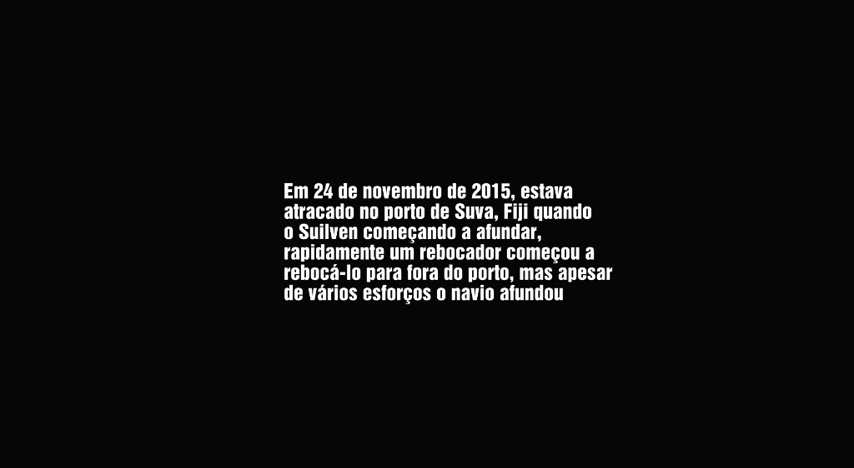 Em 24 de novembro de 2015, estava
atracado no porto de Suva, Fiji quando
o Suilven começando a afundar,
rapidamente um rebocador começou a
rebocá-lo para fora do porto, mas apesar
de vários esforços o navio afundou